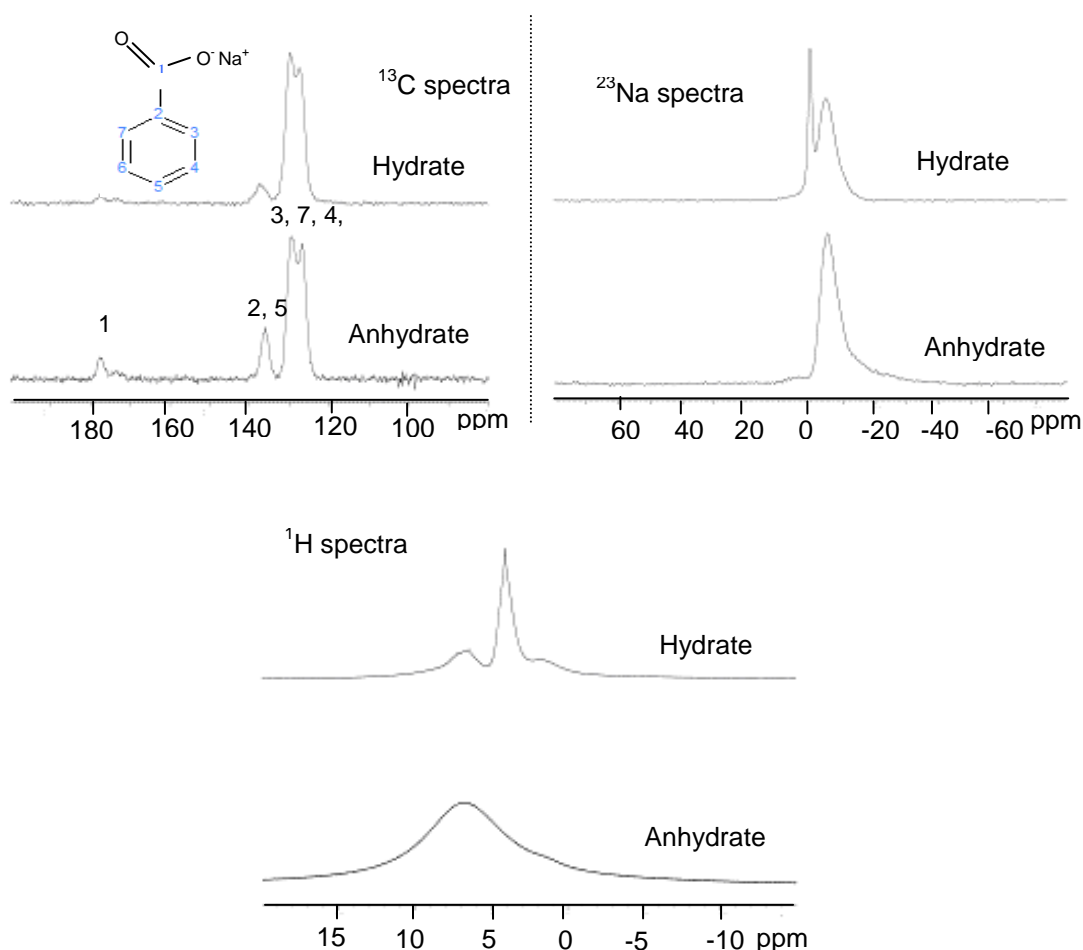 O
O⁻ Na⁺
1
2
7
3
6
4
5
¹³C spectra
Hydrate
3, 7, 4,
1
2, 5
Anhydrate
180 160 140 120 100 ppm
²³Na spectra
Hydrate
Anhydrate
60 40 20 0 -20 -40 -60 ppm
¹H spectra
Hydrate
Anhydrate
15 10 5 0 -5 -10 ppm